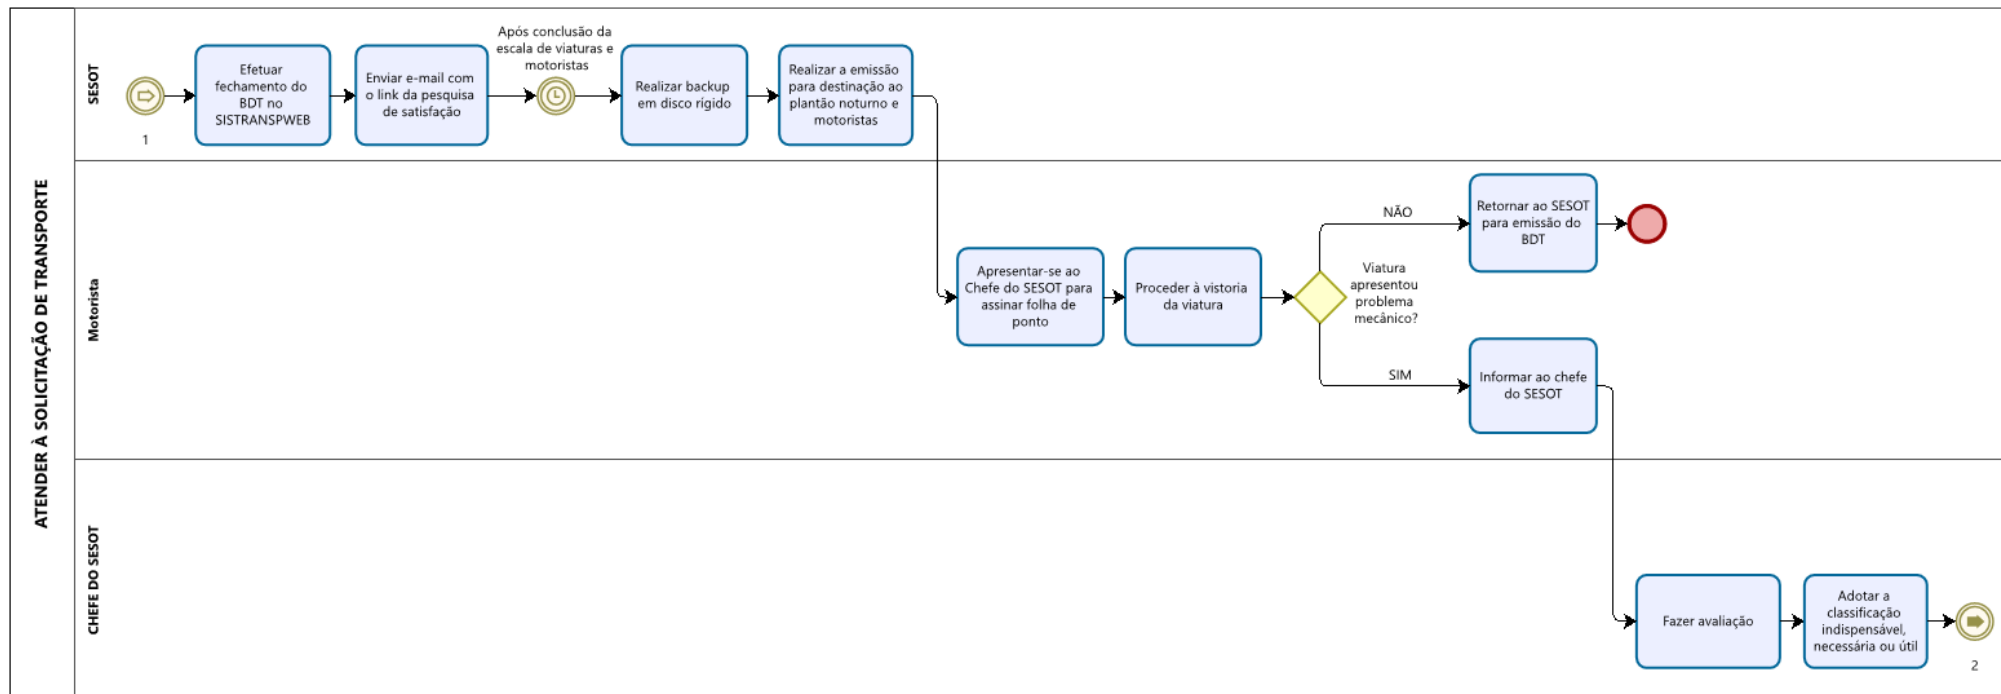 ATENDER À SOLICITAÇÃO DE TRANSPORTE
SESOT
1
Efetuar
fechamento do
BDT no
SISTRANSPWEB
Enviar e-mail com
o link da pesquisa
de satisfação
Após conclusão da
escala de viaturas e
motoristas
Realizar backup
em disco rígido
Realizar a emissão
para destinação ao
plantão noturno e
motoristas
Motorista
Apresentar-se ao
Chefe do SESOT para
assinar folha de
ponto
Proceder à vistoria
da viatura
Viatura
apresentou
problema
mecânico?
NÃO
Retornar ao SESOT
para emissão do
BDT
SIM
Informar ao chefe
do SESOT
CHEFE DO SESOT
Fazer avaliação
Adotar a
classificação
indispensável,
necessária ou útil
2